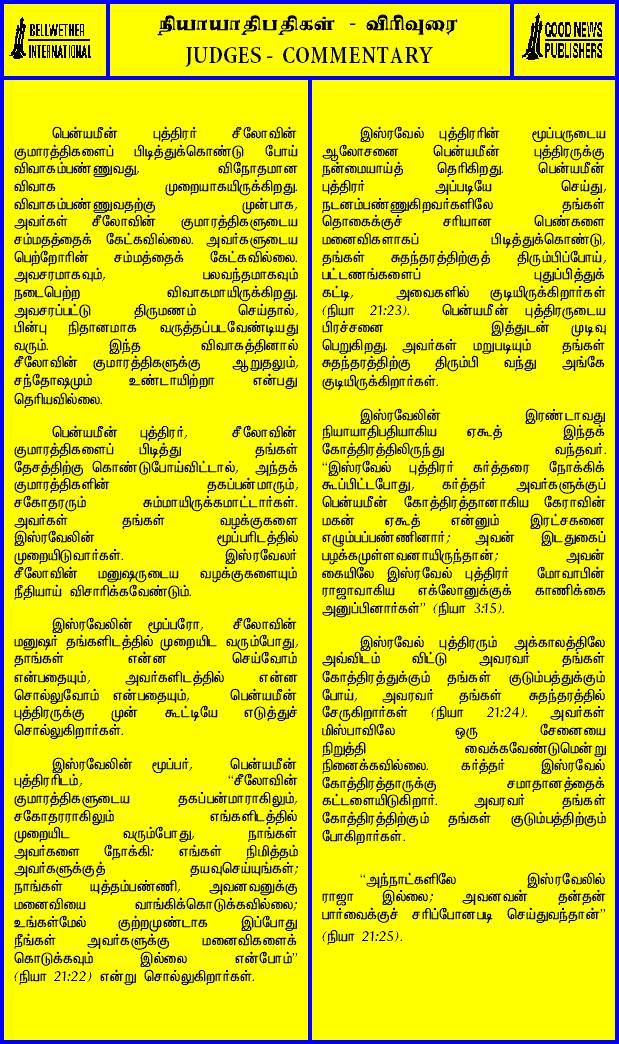 BELLWETHER
INTERNATIONAL
நியாயாதிபதிகள் - விரிவுரை
JUDGES - COMMENTARY
GOOD NEWS
PUBLISHERS
பென்யமீன் புத்திரர் சீலோவின்
குமாரத்திகளைப் பிடித்துக்கொண்டு போய்
விவாகம்பண்ணுவது, விநோதமான
விவாக முறையாகயிருக்கிறது.
விவாகம்பண்ணுவதற்கு முன்பாக,
அவர்கள் சீலோவின் குமாரத்திகளுடைய
சம்மதத்தைக் கேட்கவில்லை. அவர்களுடைய
பெற்றோரின் சம்மத்தைக் கேட்கவில்லை.
அவசரமாகவும், பலவந்தமாகவும்
நடைபெற்ற விவாகமாயிருக்கிறது.
அவசரப்பட்டு திருமணம் செய்தால்,
பின்பு நிதானமாக வருத்தப்படவேண்டியது
வரும். இந்த விவாகத்தினால்
சீலோவின் குமாரத்திகளுக்கு ஆறுதலும்,
சந்தோஷமும் உண்டாயிற்றா என்பது
தெரியவில்லை.
பென்யமீன் புத்திரர், சீலோவின்
குமாரத்திகளைப் பிடித்து தங்கள்
தேசத்திற்கு கொண்டுபோய்விட்டால், அந்தக்
குமாரத்திகளின் தகப்பன்மாரும்,
சகோதரரும் சும்மாயிருக்கமாட்டார்கள்.
அவர்கள் தங்கள் வழக்குகளை
இஸ்ரவேலின் மூப்பரிடத்தில்
முறையிடுவார்கள். இஸ்ரவேலர்
சீலோவின் மனுஷருடைய வழக்குகளையும்
நீதியாய் விசாரிக்கவேண்டும்.
இஸ்ரவேலின் மூப்பரோ, சீலோவின்
மனுஷர் தங்களிடத்தில் முறையிட வரும்போது,
தாங்கள் என்ன செய்வோம்
என்பதையும், அவர்களிடத்தில் என்ன
சொல்லுவோம் என்பதையும், பென்யமீன்
புத்திரருக்கு முன் கூட்டியே எடுத்துச்
சொல்லுகிறார்கள்.
இஸ்ரவேலின் மூப்பர், பென்யமீன்
புத்திரரிடம், “சீலோவின்
குமாரத்திகளுடைய தகப்பன்மாராகிலும்,
சகோதரராகிலும் எங்களிடத்தில்
முறையிட வரும்போது, நாங்கள்
அவர்களை நோக்கி: எங்கள் நிமித்தம்
அவர்களுக்குத் தயவுசெய்யுங்கள்;
நாங்கள் யுத்தம்பண்ணி, அவனவனுக்கு
மனைவியை வாங்கிக்கொடுக்கவில்லை;
உங்கள்மேல் குற்றமுண்டாக இப்போது
நீங்கள் அவர்களுக்கு மனைவிகளைக்
கொடுக்கவும் இல்லை என்போம்”
(நியா 21:22) என்று சொல்லுகிறார்கள்.
இஸ்ரவேல் புத்திரரின் மூப்பருடைய
ஆலோசனை பென்யமீன் புத்திரருக்கு
நன்மையாய்த் தெரிகிறது. பென்யமீன்
புத்திரர் அப்படியே செய்து,
நடனம்பண்ணுகிறவர்களிலே தங்கள்
தொகைக்குச் சரியான பெண்களை
மனைவிகளாகப் பிடித்துக்கொண்டு,
தங்கள் சுதந்தரத்திற்குத் திரும்பிப்போய்,
பட்டணங்களைப் புதுப்பித்துக்
கட்டி, அவைகளில் குடியிருக்கிறார்கள்
(நியா 21:23). பென்யமீன் புத்திரருடைய
பிரச்சனை இத்துடன் முடிவு
பெறுகிறது. அவர்கள் மறுபடியும் தங்கள்
சுதந்தரத்திற்கு திரும்பி வந்து அங்கே
குடியிருக்கிறார்கள்.
இஸ்ரவேலின் இரண்டாவது
நியாயாதிபதியாகிய ஏகூத் இந்தக்
கோத்திரத்திலிருந்து வந்தவர்.
“இஸ்ரவேல் புத்திரர் கர்த்தரை நோக்கிக்
கூப்பிட்டபோது, கர்த்தர் அவர்களுக்குப்
பென்யமீன் கோத்திரத்தானாகிய கேராவின்
மகன் ஏகூத் என்னும் இரட்சகனை
எழும்பப்பண்ணினார்; அவன் இடதுகைப்
பழக்கமுள்ளவனாயிருந்தான்; அவன்
கையிலே இஸ்ரவேல் புத்திரர் மோவாபின்
ராஜாவாகிய எக்லோனுக்குக் காணிக்கை
அனுப்பினார்கள்” (நியா 3:15).
இஸ்ரவேல் புத்திரரும் அக்காலத்திலே
அவ்விடம் விட்டு அவரவர் தங்கள்
கோத்திரத்துக்கும் தங்கள் குடும்பத்துக்கும்
போய், அவரவர் தங்கள் சுதந்தரத்தில்
சேருகிறார்கள் (நியா 21:24). அவர்கள்
மிஸ்பாவிலே ஒரு சேனையை
நிறுத்தி வைக்கவேண்டுமென்று
நினைக்கவில்லை. கர்த்தர் இஸ்ரவேல்
கோத்திரத்தாருக்கு சமாதானத்தைக்
கட்டளையிடுகிறார். அவரவர் தங்கள்
கோத்திரத்திற்கும் தங்கள் குடும்பத்திற்கும்
போகிறார்கள்.
“அந்நாட்களிலே இஸ்ரவேலில்
ராஜா இல்லை; அவனவன் தன்தன்
பார்வைக்குச் சரிப்போனபடி செய்துவந்தான்”
(நியா 21:25).